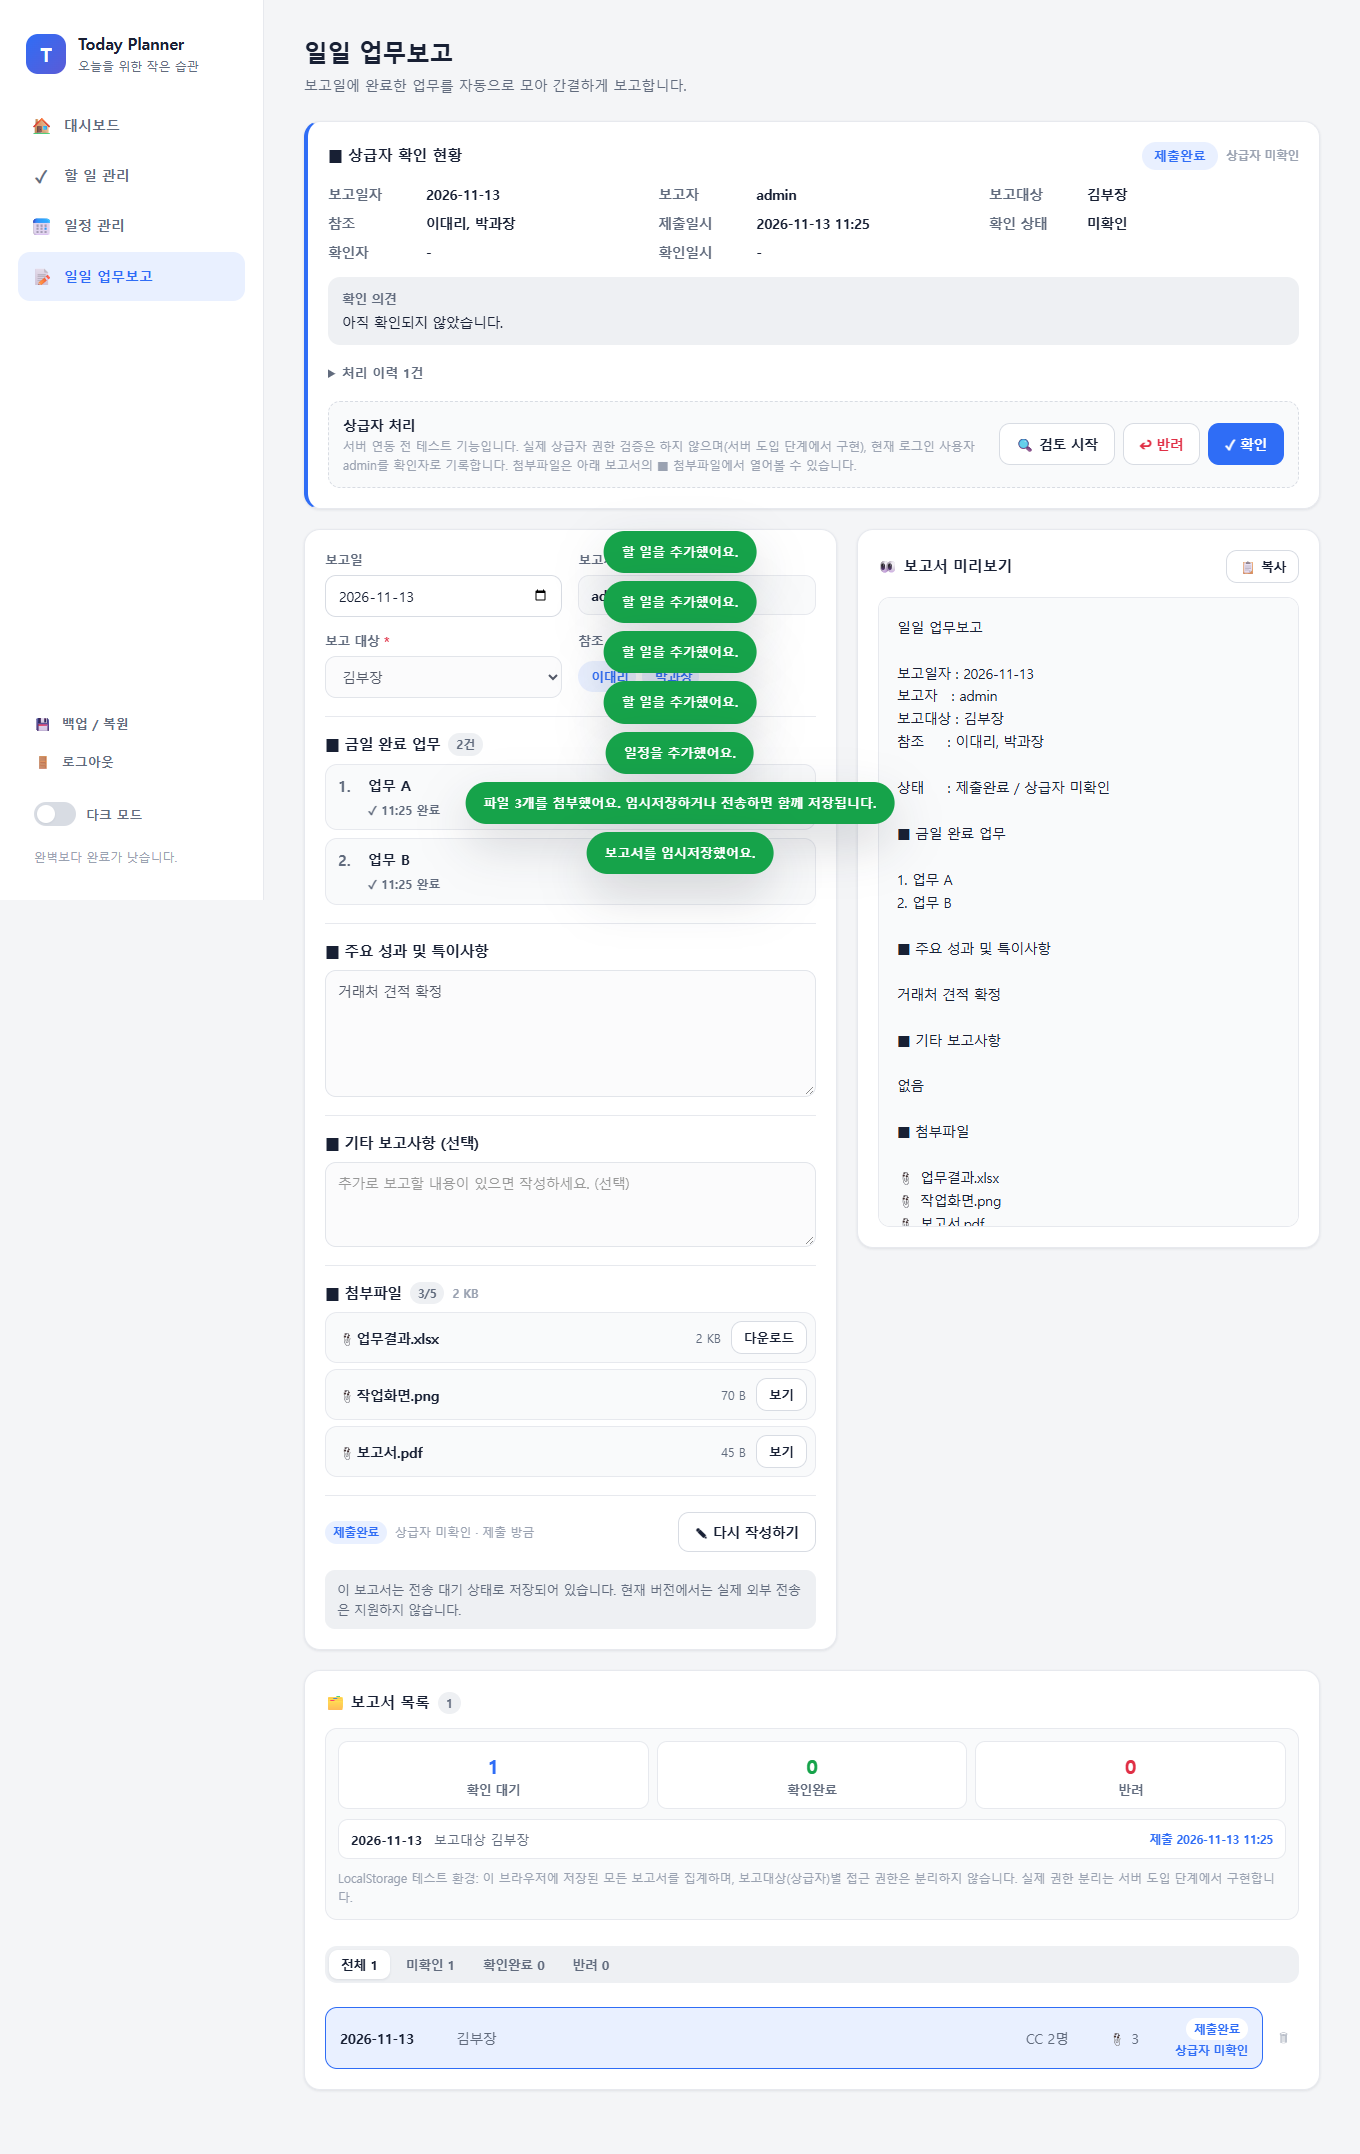 T
Today Planner
오늘을 위한 작은 습관
대시보드
할 일 관리
일정 관리
일일 업무보고
백업 / 복원
로그아웃
다크 모드
완벽보다 완료가 낫습니다.
일일 업무보고
보고일에 완료한 업무를 자동으로 모아 간결하게 보고합니다.
■ 상급자 확인 현황
제출완료 상급자 미확인
보고일자 2026-11-13 보고자 admin 보고대상 김부장
참조 이대리, 박과장 제출일시 2026-11-13 11:25 확인 상태 미확인
확인자 - 확인일시 -
확인 의견
아직 확인되지 않았습니다.
▶ 처리 이력 1건
상급자 처리
서버 연동 전 테스트 기능입니다. 실제 상급자 권한 검증은 하지 않으며(서버 도입 단계에서 구현), 현재 로그인 사용자
admin를 확인자로 기록합니다. 첨부파일은 아래 보고서의 ■ 첨부파일에서 열어볼 수 있습니다.
검토 시작
반려
✓ 확인
보고일
2026-11-13
보고 대상 *
김부장
참조
이대리 박과장
할 일을 추가했어요.
할 일을 추가했어요.
할 일을 추가했어요.
할 일을 추가했어요.
일정을 추가했어요.
파일 3개를 첨부했어요. 임시저장하거나 전송하면 함께 저장됩니다.
보고서를 임시저장했어요.
■ 금일 완료 업무 2건
1. 업무 A
✓ 11:25 완료
2. 업무 B
✓ 11:25 완료
■ 주요 성과 및 특이사항
거래처 견적 확정
■ 기타 보고사항 (선택)
추가로 보고할 내용이 있으면 작성하세요. (선택)
■ 첨부파일 3/5 2 KB
업무결과.xlsx 2 KB 다운로드
작업화면.png 70 B 보기
보고서.pdf 45 B 보기
제출완료 상급자 미확인 · 제출 방금
다시 작성하기
이 보고서는 전송 대기 상태로 저장되어 있습니다. 현재 버전에서는 실제 외부 전송
은 지원하지 않습니다.
보고서 미리보기
복사
일일 업무보고
보고일자 : 2026-11-13
보고자 : admin
보고대상 : 김부장
참조 : 이대리, 박과장
상태 : 제출완료 / 상급자 미확인
■ 금일 완료 업무
1. 업무 A
2. 업무 B
■ 주요 성과 및 특이사항
거래처 견적 확정
■ 기타 보고사항
없음
■ 첨부파일
업무결과.xlsx
작업화면.png
보고서.pdf
보고서 목록 1
1
확인 대기
0
확인완료
0
반려
2026-11-13 보고대상 김부장 제출 2026-11-13 11:25
LocalStorage 테스트 환경: 이 브라우저에 저장된 모든 보고서를 집계하며, 보고대상(상급자)별 접근 권한은 분리하지 않습니다. 실제 권한 분리는 서버 도입 단계에서 구현합니
다.
전체 1 미확인 1 확인완료 0 반려 0
2026-11-13 김부장 CC 2명 3 제출완료
상급자 미확인